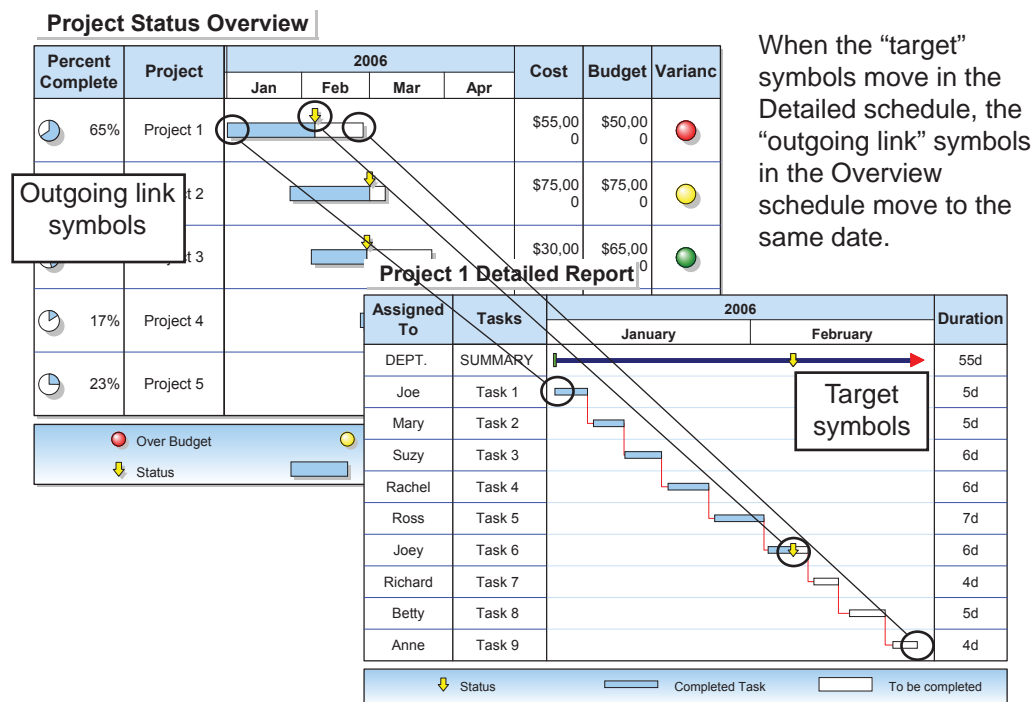 Project Status Overview
Percent Complete
Project
2006
Jan Feb Mar Apr
Cost
Budget
Varianc
65% Project 1 $55,00 0 $50,00 0
t 2 $75,00 0 $75,00 0
t 3 $30,00 $65,00 0
17% Project 4
23% Project 5
Outgoing link
symbols
Over Budget
Status
When the “target”
symbols move in the
Detailed schedule, the
“outgoing link” symbols
in the Overview
schedule move to the
same date.
Project 1 Detailed Report
Assigned To
Tasks
2006
January February
Duration
DEPT. SUMMARY 55d
Joe Task 1 5d
Mary Task 2 5d
Suzy Task 3 6d
Rachel Task 4 6d
Ross Task 5 7d
Joey Task 6 6d
Richard Task 7 4d
Betty Task 8 5d
Anne Task 9 4d
Target
symbols
Status Completed Task To be completed